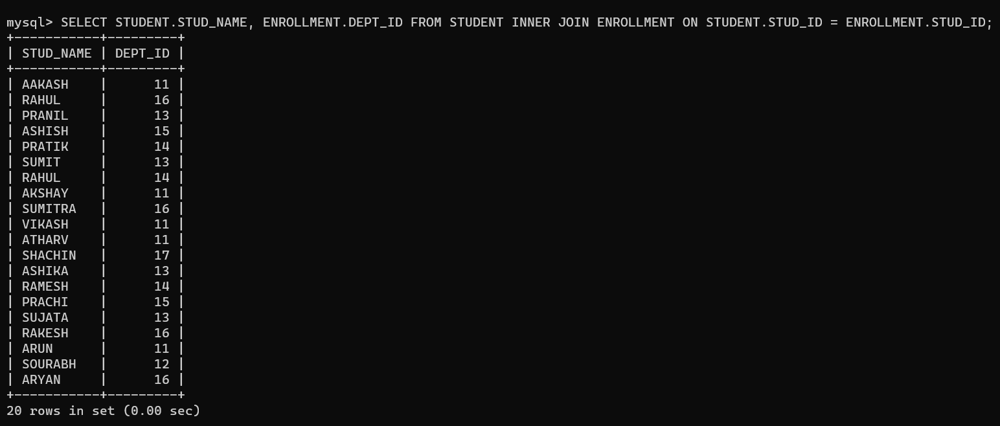 mysql> SELECT STUDENT.STUD_NAME, ENROLLMENT.DEPT_ID FROM STUDENT INNER JOIN ENROLLMENT ON STUDENT.STUD_ID = ENROLLMENT.STUD_ID;
+-----------+---------+
| STUD_NAME | DEPT_ID |
+-----------+---------+
| AAKASH    |      11 |
| RAHUL     |      16 |
| PRANIL    |      13 |
| ASHISH    |      15 |
| PRATIK    |      14 |
| SUMIT     |      13 |
| RAHUL     |      14 |
| AKSHAY    |      11 |
| SUMITRA   |      16 |
| VIKASH    |      11 |
| ATHARV    |      11 |
| SHACHIN   |      17 |
| ASHIKA    |      13 |
| RAMESH    |      14 |
| PRACHI    |      15 |
| SUJATA    |      13 |
| RAKESH    |      16 |
| ARUN      |      11 |
| SOURABH   |      12 |
| ARYAN     |      16 |
+-----------+---------+
20 rows in set (0.00 sec)